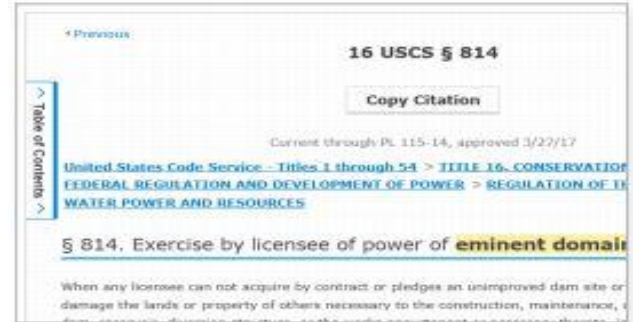 Previous
16 USCS § 814
Copy Citation
Table of Contents
Current through PL 115-14, approved 3/27/17
United States Code Service - Titles 1 through 54 > TITLE 16. CONSERVATION
FEDERAL REGULATION AND DEVELOPMENT OF POWER > REGULATION OF
WATER POWER AND RESOURCES
§ 814. Exercise by licensee of power of eminent domain
When any licensee can not acquire by contract or pledges an unimproved dam site or
damage the lands or property of others necessary to the construction, maintenance,